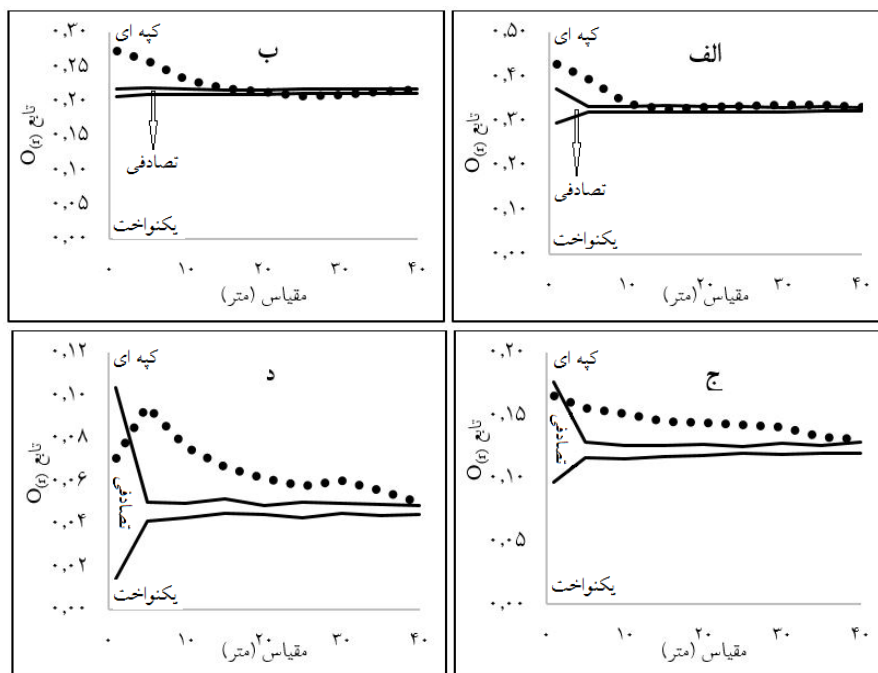 الف
تابع O(r)
۰٫۵۰
۰٫۴۰
۰٫۳۰
۰٫۲۰
۰٫۱۰
۰٫۰۰
کپه ای
تصادفی
یکنواخت
۰ ۱۰ ۲۰ ۳۰ ۴۰
مقیاس (متر)
ب
تابع O(r)
۰٫۳۰
۰٫۲۵
۰٫۲۰
۰٫۱۵
۰٫۱۰
۰٫۰۵
۰٫۰۰
کپه ای
تصادفی
یکنواخت
۰ ۱۰ ۲۰ ۳۰ ۴۰
مقیاس (متر)
ج
تابع O(r)
۰٫۲۰
۰٫۱۵
۰٫۱۰
۰٫۰۵
۰٫۰۰
کپه ای
تصادفی
یکنواخت
۰ ۱۰ ۲۰ ۳۰ ۴۰
مقیاس (متر)
د
تابع O(r)
۰٫۱۲
۰٫۱۰
۰٫۰۸
۰٫۰۶
۰٫۰۴
۰٫۰۲
۰٫۰۰
کپه ای
تصادفی
یکنواخت
۰ ۱۰ ۲۰ ۳۰ ۴۰
مقیاس (متر)